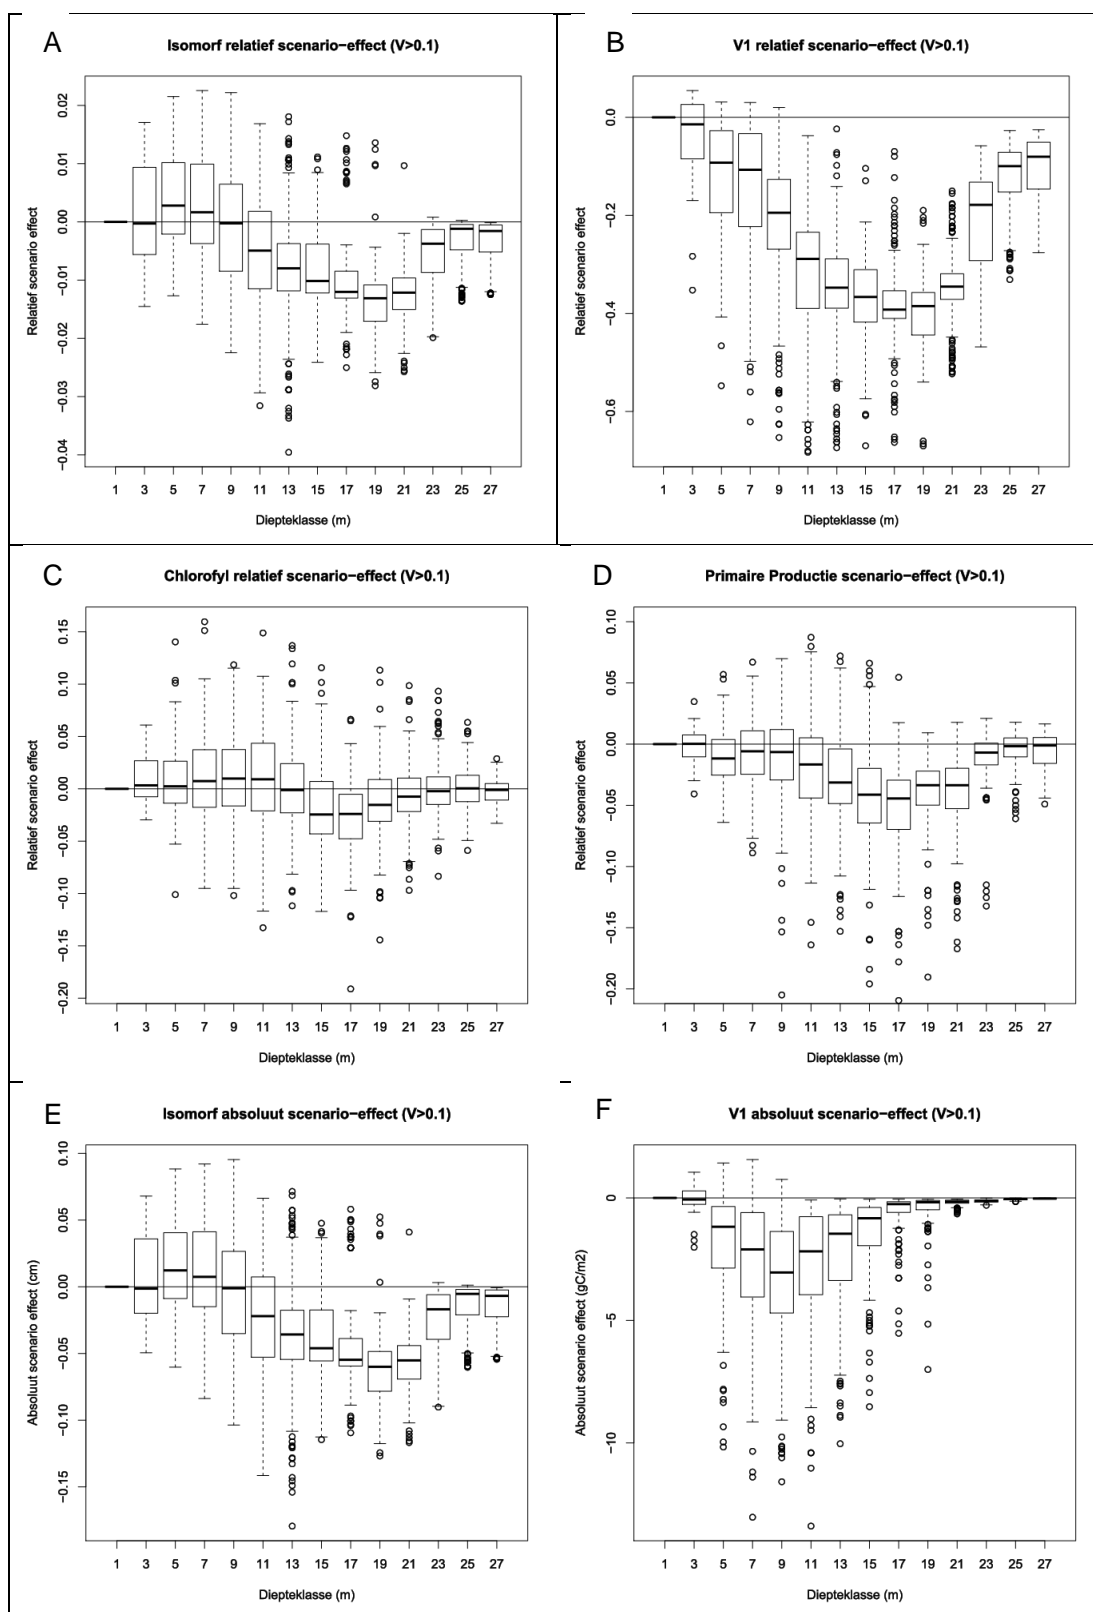 A
Isomorf relatief scenario−effect (V>0.1)
Relatief scenario effect
0.02
0.01
0.00
−0.01
−0.02
−0.03
−0.04
1 3 5 7 9 11 13 15 17 19 21 23 25 27
Diepteklasse (m)
B
V1 relatief scenario−effect (V>0.1)
Relatief scenario effect
0.0
−0.2
−0.4
−0.6
1 3 5 7 9 11 13 15 17 19 21 23 25 27
Diepteklasse (m)
C
Chlorofyl relatief scenario−effect (V>0.1)
Relatief scenario effect
0.15
0.10
0.05
0.00
−0.05
−0.10
−0.15
−0.20
1 3 5 7 9 11 13 15 17 19 21 23 25 27
Diepteklasse (m)
D
Primaire Productie scenario−effect (V>0.1)
Relatief scenario effect
0.10
0.05
0.00
−0.05
−0.10
−0.15
−0.20
1 3 5 7 9 11 13 15 17 19 21 23 25 27
Diepteklasse (m)
E
Isomorf absoluut scenario−effect (V>0.1)
Absoluut scenario effect (cm)
0.10
0.05
0.00
−0.05
−0.10
−0.15
1 3 5 7 9 11 13 15 17 19 21 23 25 27
Diepteklasse (m)
F
V1 absoluut scenario−effect (V>0.1)
Absoluut scenario effect (gC/m2)
0
−5
−10
1 3 5 7 9 11 13 15 17 19 21 23 25 27
Diepteklasse (m)